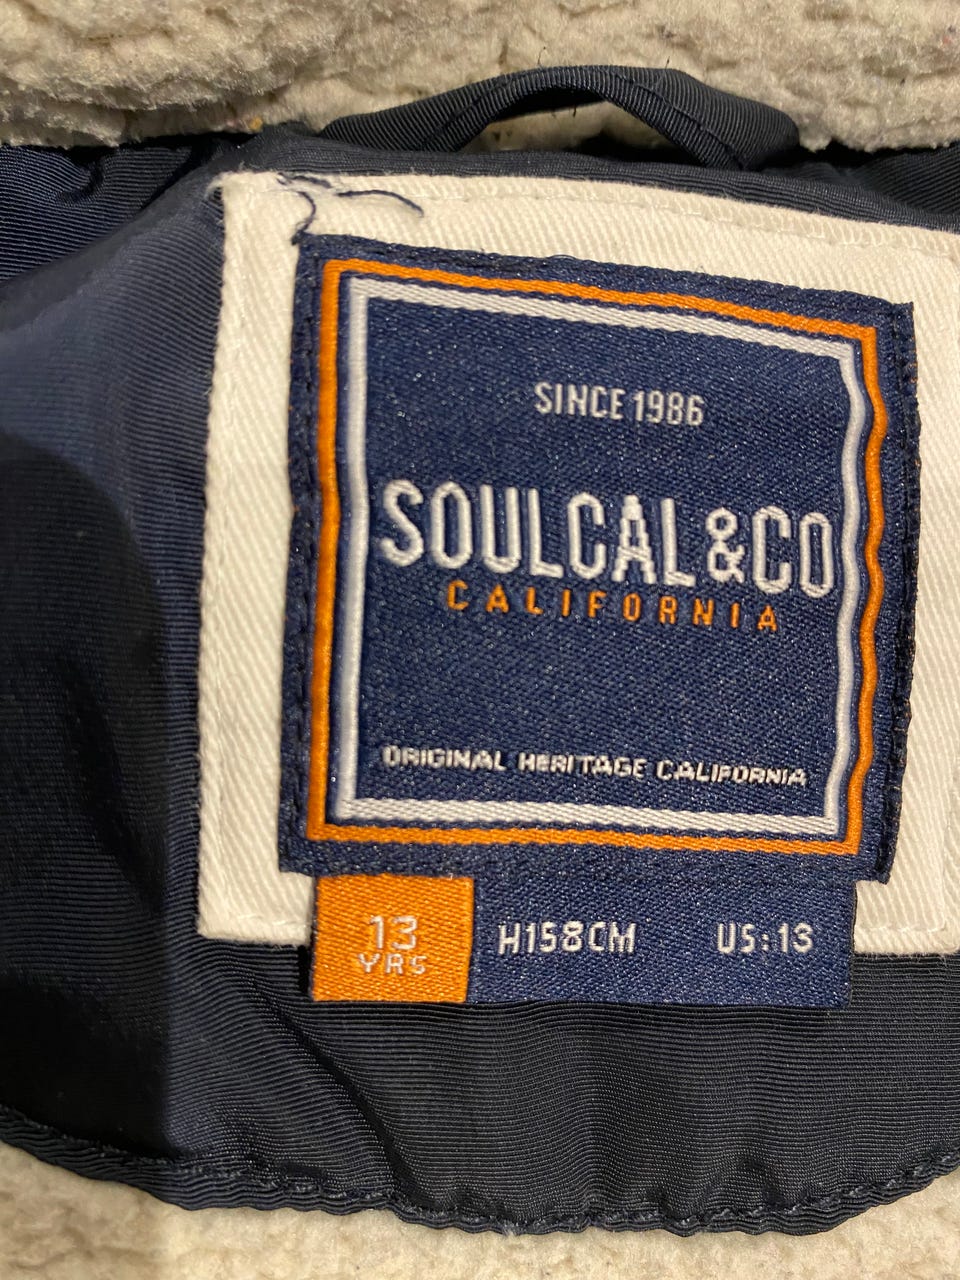 SINCE 1986
SOULCAL&CO
CALIFORNIA
ORIGINAL HERITAGE CALIFORNIA
13 H158CM US:13
YRS